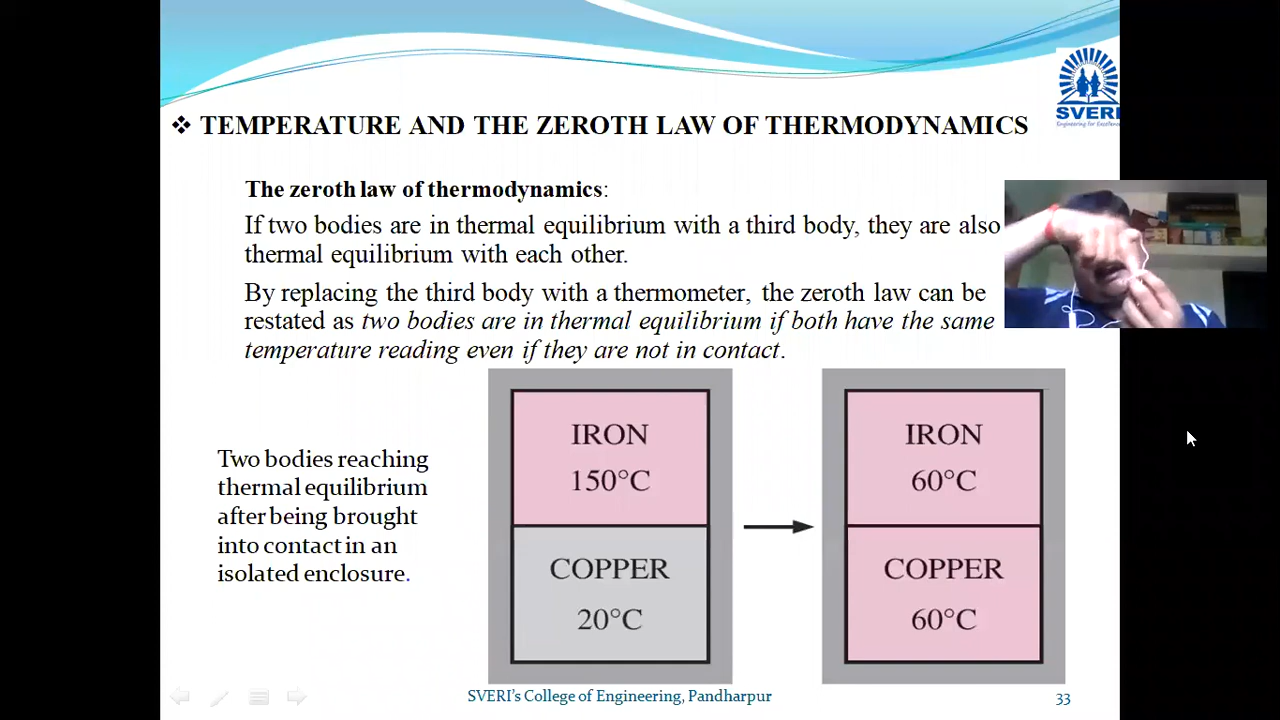 SVERI
Engineering for Excellence
❖ TEMPERATURE AND THE ZEROTH LAW OF THERMODYNAMICS
The zeroth law of thermodynamics:
If two bodies are in thermal equilibrium with a third body, they are also
thermal equilibrium with each other.
By replacing the third body with a thermometer, the zeroth law can be
restated as two bodies are in thermal equilibrium if both have the same
temperature reading even if they are not in contact.
Two bodies reaching
thermal equilibrium
after being brought
into contact in an
isolated enclosure.
IRON
150°C
COPPER
20°C
IRON
60°C
COPPER
60°C
SVERI's College of Engineering, Pandharpur
33